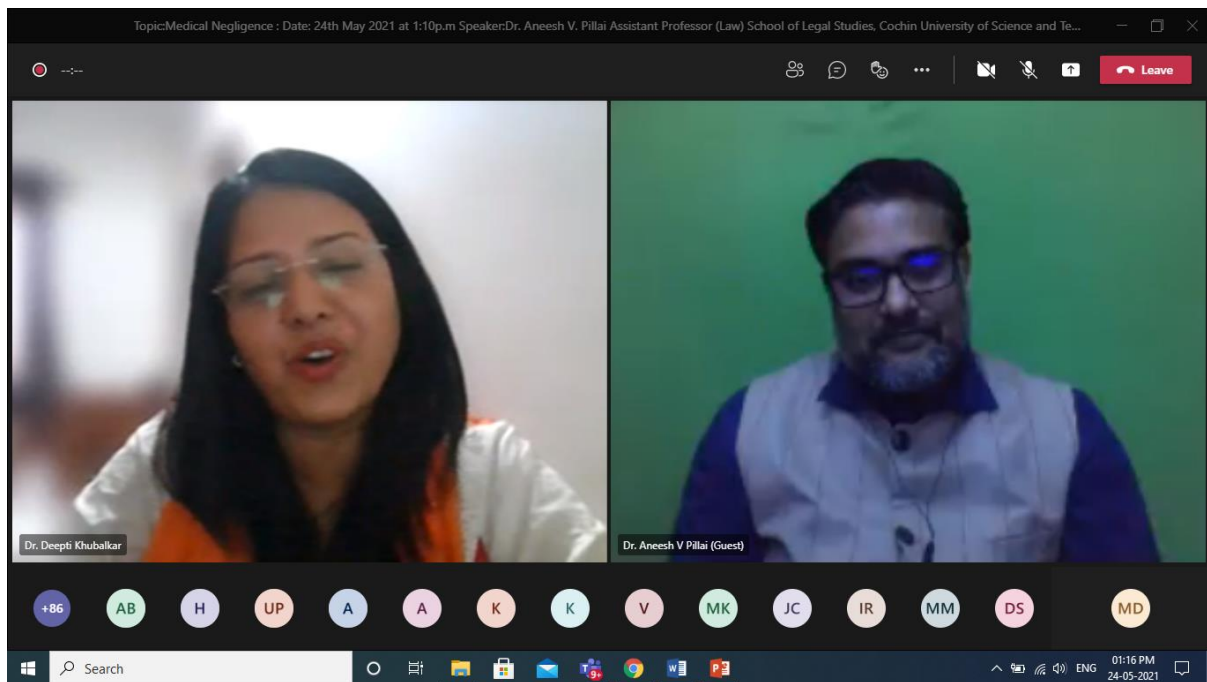 Topic:Medical Negligence : Date: 24th May 2021 at 1:10p.m Speaker:Dr. Aneesh V. Pillai Assistant Professor (Law) School of Legal Studies, Cochin University of Science and Te...
--:--
Leave
Dr. Deepti Khubalkar
Dr. Aneesh V Pillai (Guest)
+86 AB H UP A A K K V MK JC IR MM DS MD
Search
9+
ENG
01:16 PM
24-05-2021